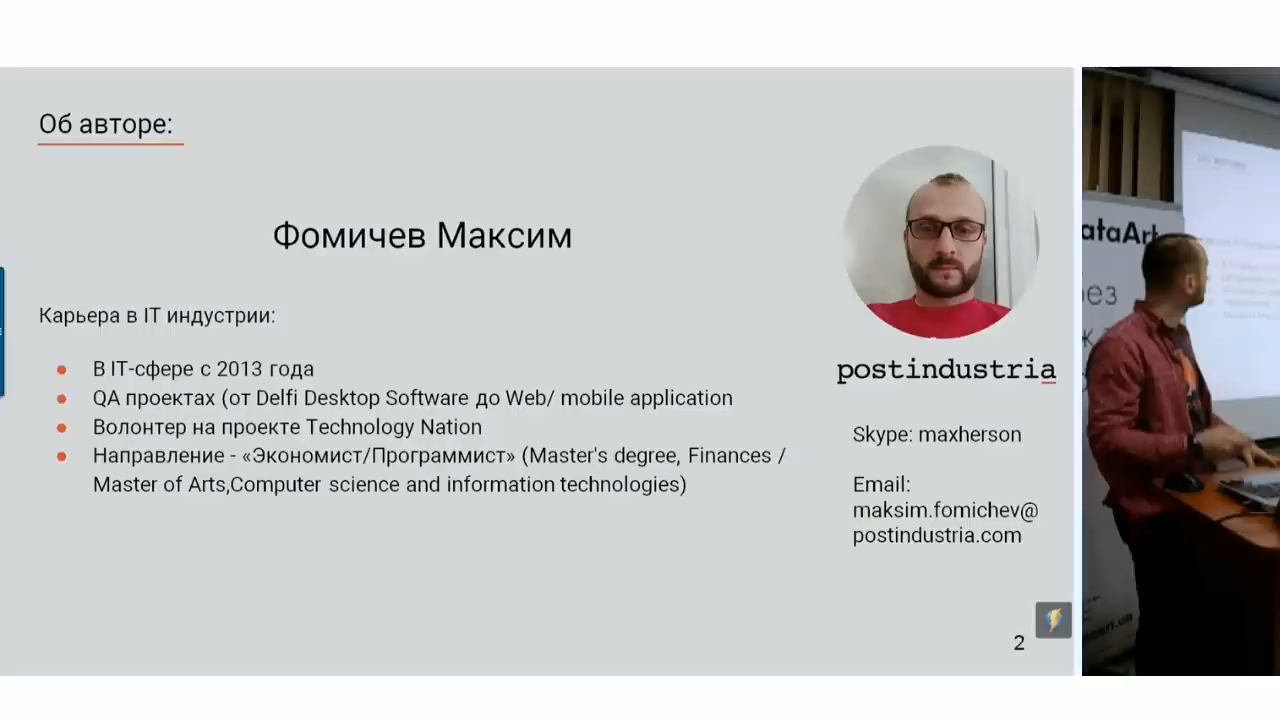 Об авторе:
Фомичев Максим
Карьера в IT индустрии:
В IT-сфере с 2013 года
QA проектах (от Delfi Desktop Software до Web/ mobile application
Волонтер на проекте Technology Nation
Направление - «Экономист/Программист» (Master's degree, Finances /
Master of Arts,Computer science and information technologies)
postindustria
Skype: maxherson
Email:
maksim.fomichev@
postindustria.com
2
ataArt